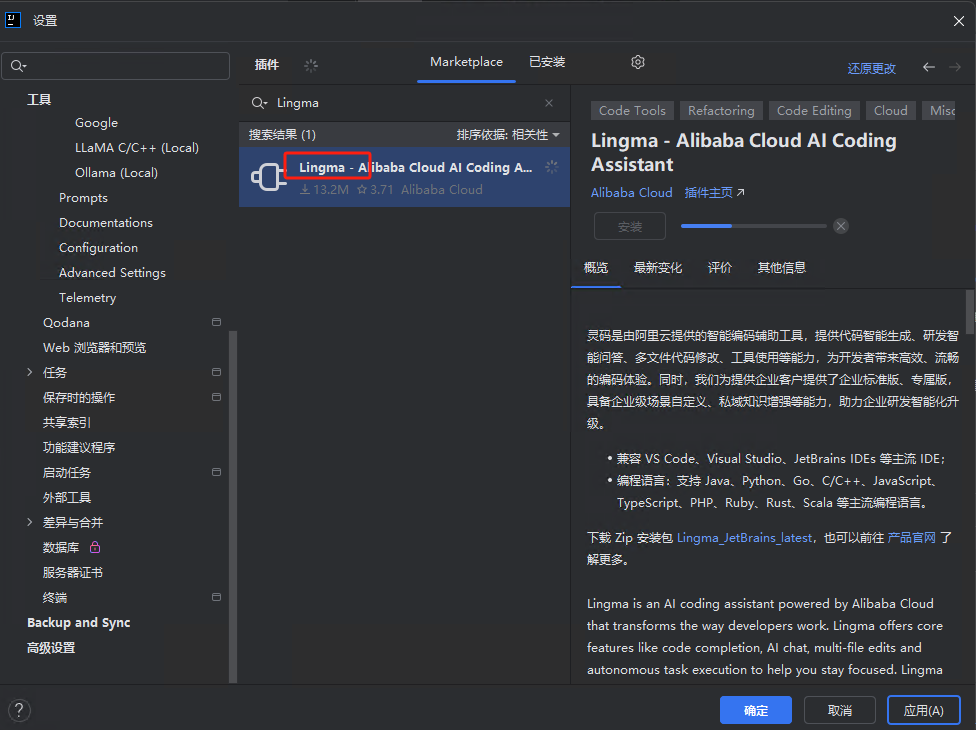 设置
插件
Marketplace
已安装
还原更改
工具
Google
LLaMA C/C++ (Local)
Ollama (Local)
Prompts
Documentations
Configuration
Advanced Settings
Telemetry
Qodana
Web 浏览器和预览
任务
保存时的操作
共享索引
功能建议程序
启动任务
外部工具
差异与合并
数据库
服务器证书
终端
Backup and Sync
高级设置
Lingma
搜索结果 (1)
排序依据: 相关性
Lingma - Alibaba Cloud AI Coding A...
13.2M 3.71 Alibaba Cloud
Code Tools Refactoring Code Editing Cloud Misc
Lingma - Alibaba Cloud AI Coding
Assistant
Alibaba Cloud 插件主页
安装
概览 最新变化 评价 其他信息
灵码是由阿里云提供的智能编码辅助工具，提供代码智能生成、研发智
能问答、多文件代码修改、工具使用等能力，为开发者带来高效、流畅
的编码体验。同时，我们为提供企业客户提供了企业标准版、专属版，
具备企业级场景自定义、私域知识增强等能力，助力企业研发智能化升
级。
• 兼容 VS Code、Visual Studio、JetBrains IDEs 等主流 IDE；
• 编程语言：支持 Java、Python、Go、C/C++、JavaScript、
TypeScript、PHP、Ruby、Rust、Scala 等主流编程语言。
下载 Zip 安装包 Lingma_JetBrains_latest，也可以前往 产品官网 了
解更多。
Lingma is an AI coding assistant powered by Alibaba Cloud
that transforms the way developers work. Lingma offers core
features like code completion, AI chat, multi-file edits and
autonomous task execution to help you stay focused. Lingma
?
确定
取消
应用(A)